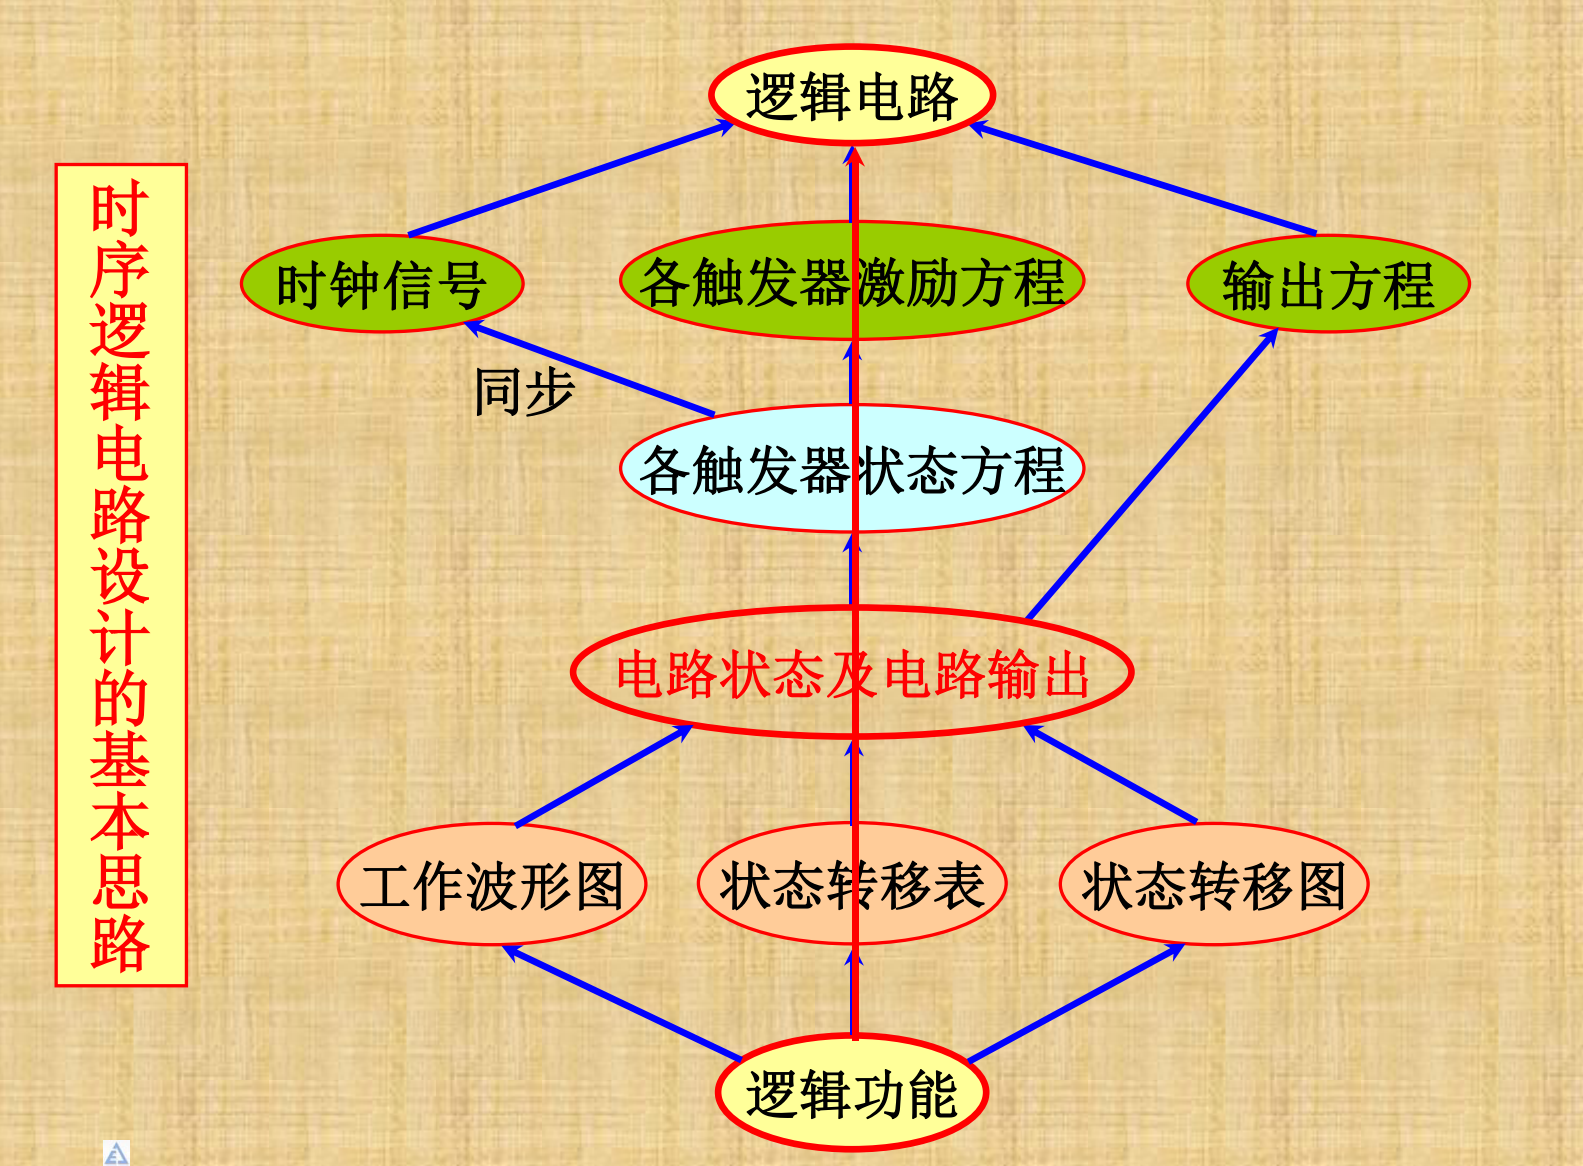 时序逻辑电路设计的基本思路
逻辑电路
时钟信号
各触发器激励方程
输出方程
同步
各触发器状态方程
电路状态及电路输出
工作波形图
状态转移表
状态转移图
逻辑功能